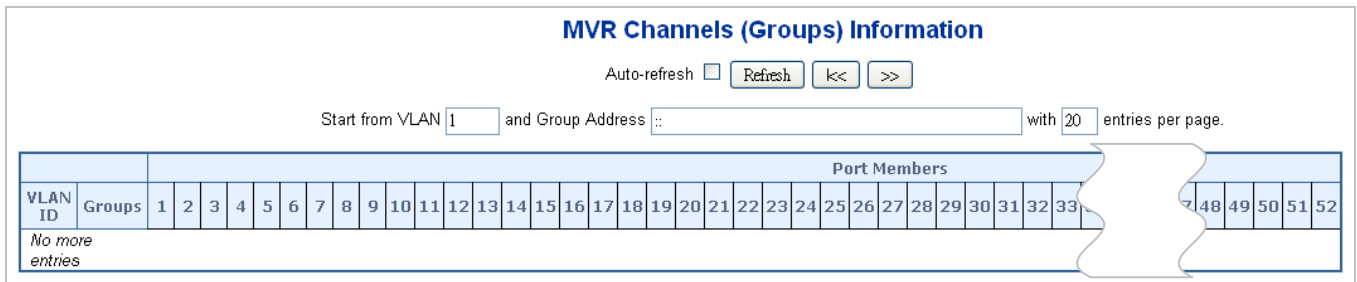 MVR Channels (Groups) Information
Auto-refresh Refresh |<< >>
Start from VLAN 1 and Group Address :: with 20 entries per page.
Port Members
VLAN ID Groups 1 2 3 4 5 6 7 8 9 10 11 12 13 14 15 16 17 18 19 20 21 22 23 24 25 26 27 28 29 30 31 32 33 48 49 50 51 52
No more
entries